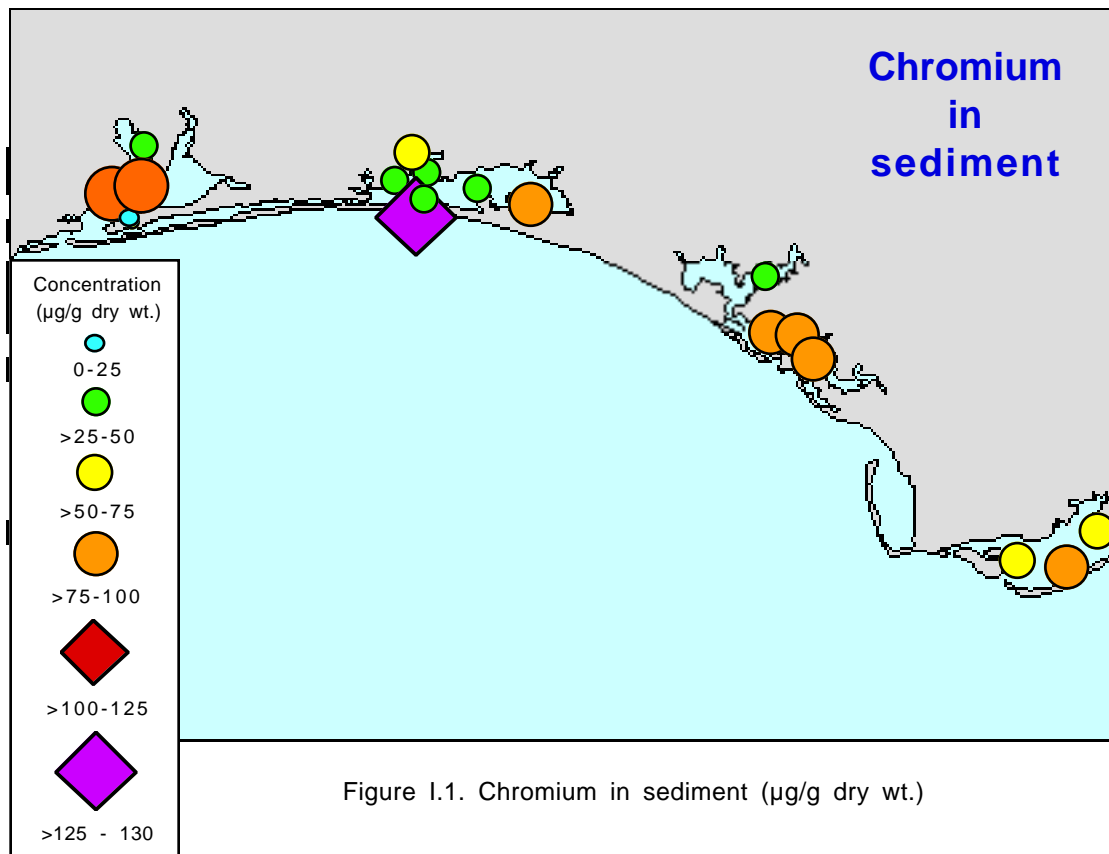 Chromium
in
sediment
Concentration
(µg/g dry wt.)
0-25
>25-50
>50-75
>75-100
>100-125
>125 - 130
Figure I.1. Chromium in sediment (µg/g dry wt.)